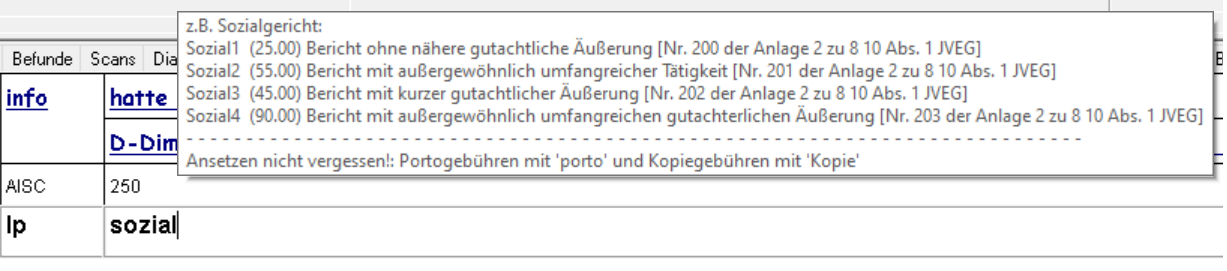 z.B. Sozialgericht:
Sozial1 (25.00) Bericht ohne nähere gutachtliche Äußerung [Nr. 200 der Anlage 2 zu 8 10 Abs. 1 JVEG]
Befunde Scans Dia
Sozial2 (55.00) Bericht mit außergewöhnlich umfangreicher Tätigkeit [Nr. 201 der Anlage 2 zu 8 10 Abs. 1 JVEG]
info hatte
Sozial3 (45.00) Bericht mit kurzer gutachtlicher Äußerung [Nr. 202 der Anlage 2 zu 8 10 Abs. 1 JVEG]
Sozial4 (90.00) Bericht mit außergewöhnlich umfangreichen gutachterlichen Äußerung [Nr. 203 der Anlage 2 zu 8 10 Abs. 1 JVEG]
- - - - - - - - - - - - - - - - - - - - - - - - - - - - - - - - - - - - - - - - - - - - - - - - - - - - - - - - - - - - - - - - - - - - - - - - - -
D-Dim
Ansetzen nicht vergessen!: Portogebühren mit 'porto' und Kopiegebühren mit 'Kopie'
AISC 250
lp sozial